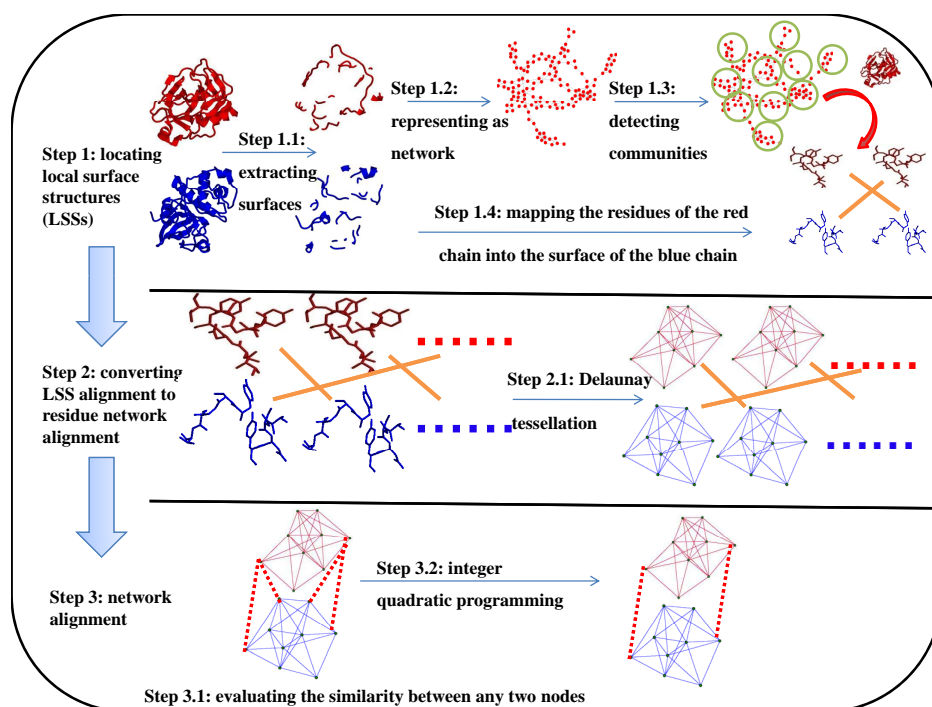 Step 1: locating
local surface
structures
(LSSs)
Step 1.1:
extracting
surfaces
Step 1.2:
representing as
network
Step 1.3:
detecting
communities
Step 1.4: mapping the residues of the red
chain into the surface of the blue chain
Step 2: converting
LSS alignment to
residue network
alignment
Step 2.1: Delaunay
tessellation
Step 3: network
alignment
Step 3.2: integer
quadratic programming
Step 3.1: evaluating the similarity between any two nodes